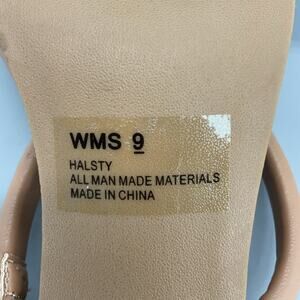 WMS 9
HALSTY
ALL MAN MADE MATERIALS
MADE IN CHINA